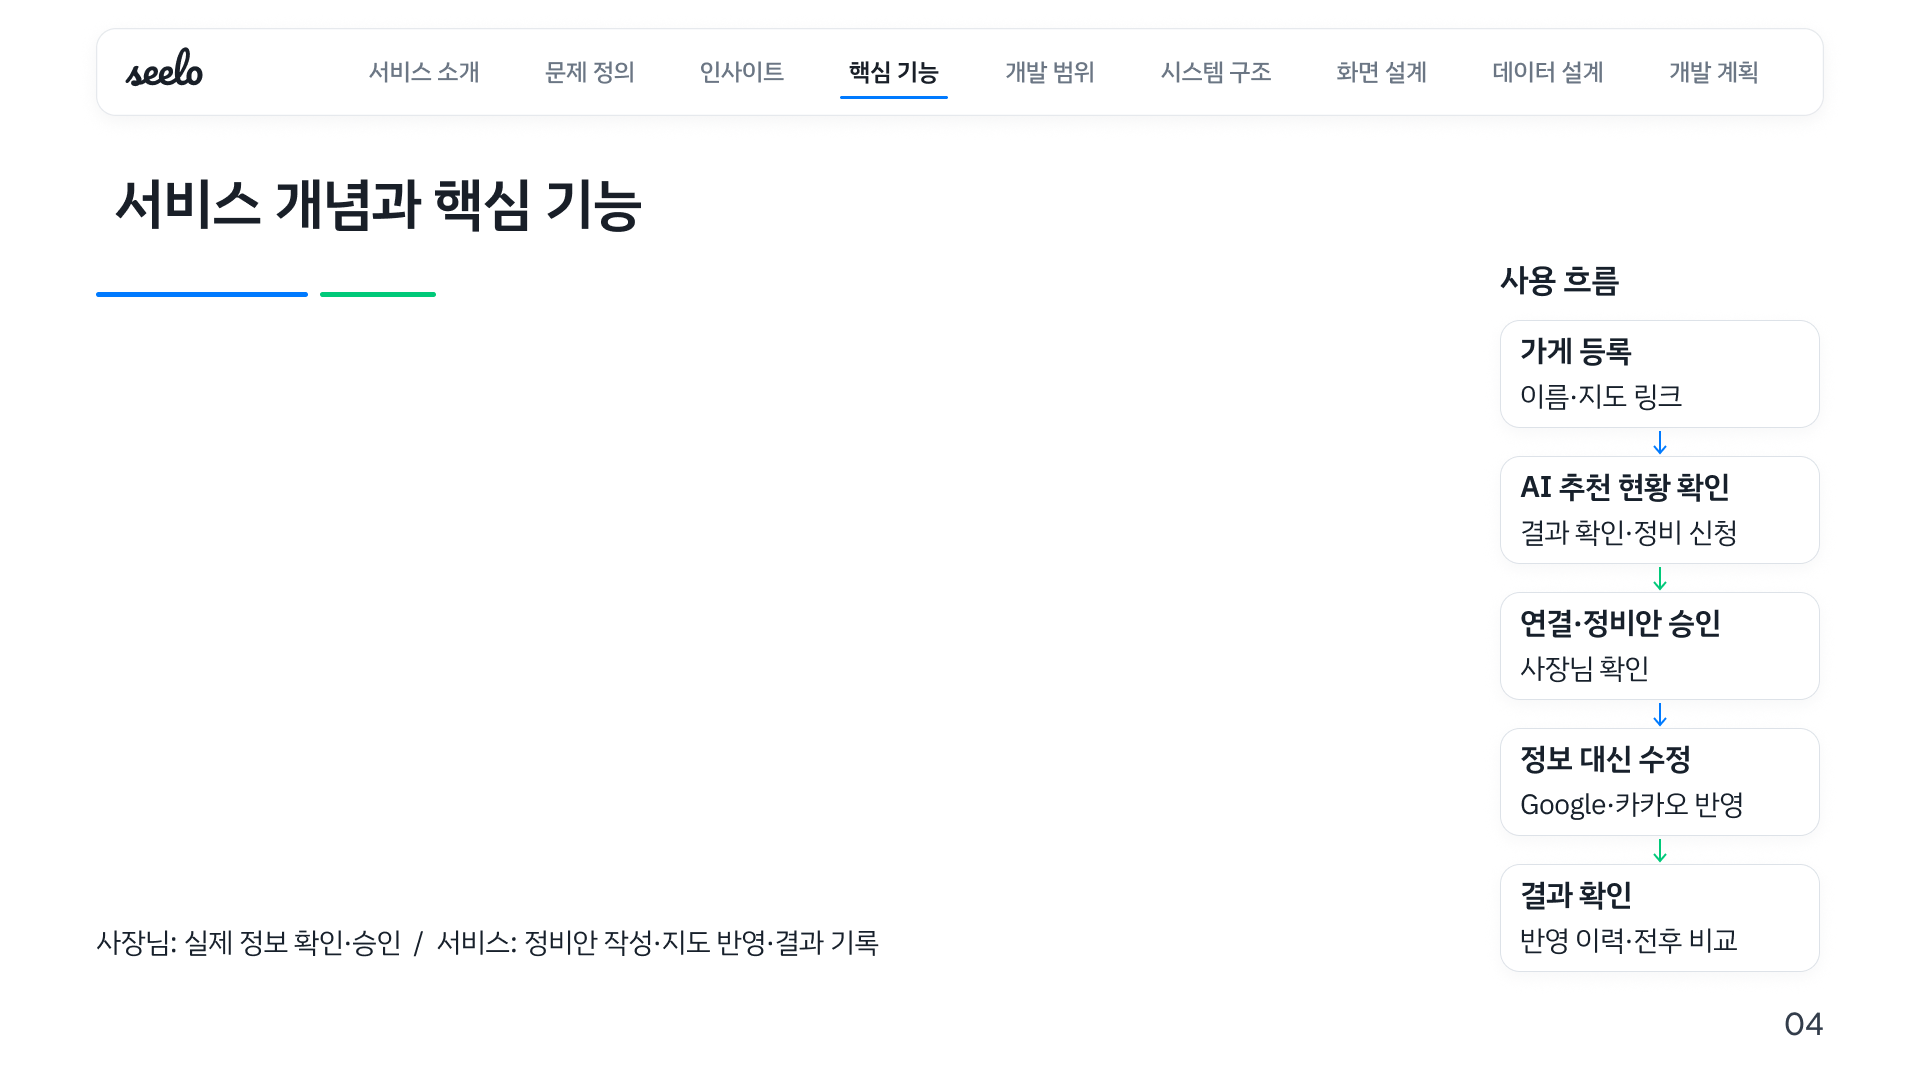 seelo
서비스 소개
문제 정의
인사이트
핵심 기능
개발 범위
시스템 구조
화면 설계
데이터 설계
개발 계획
서비스 개념과 핵심 기능
사용 흐름
가게 등록
이름·지도 링크
AI 추천 현황 확인
결과 확인·정비 신청
연결·정비안 승인
사장님 확인
정보 대신 수정
Google·카카오 반영
결과 확인
반영 이력·전후 비교
사장님: 실제 정보 확인·승인 / 서비스: 정비안 작성·지도 반영·결과 기록
04